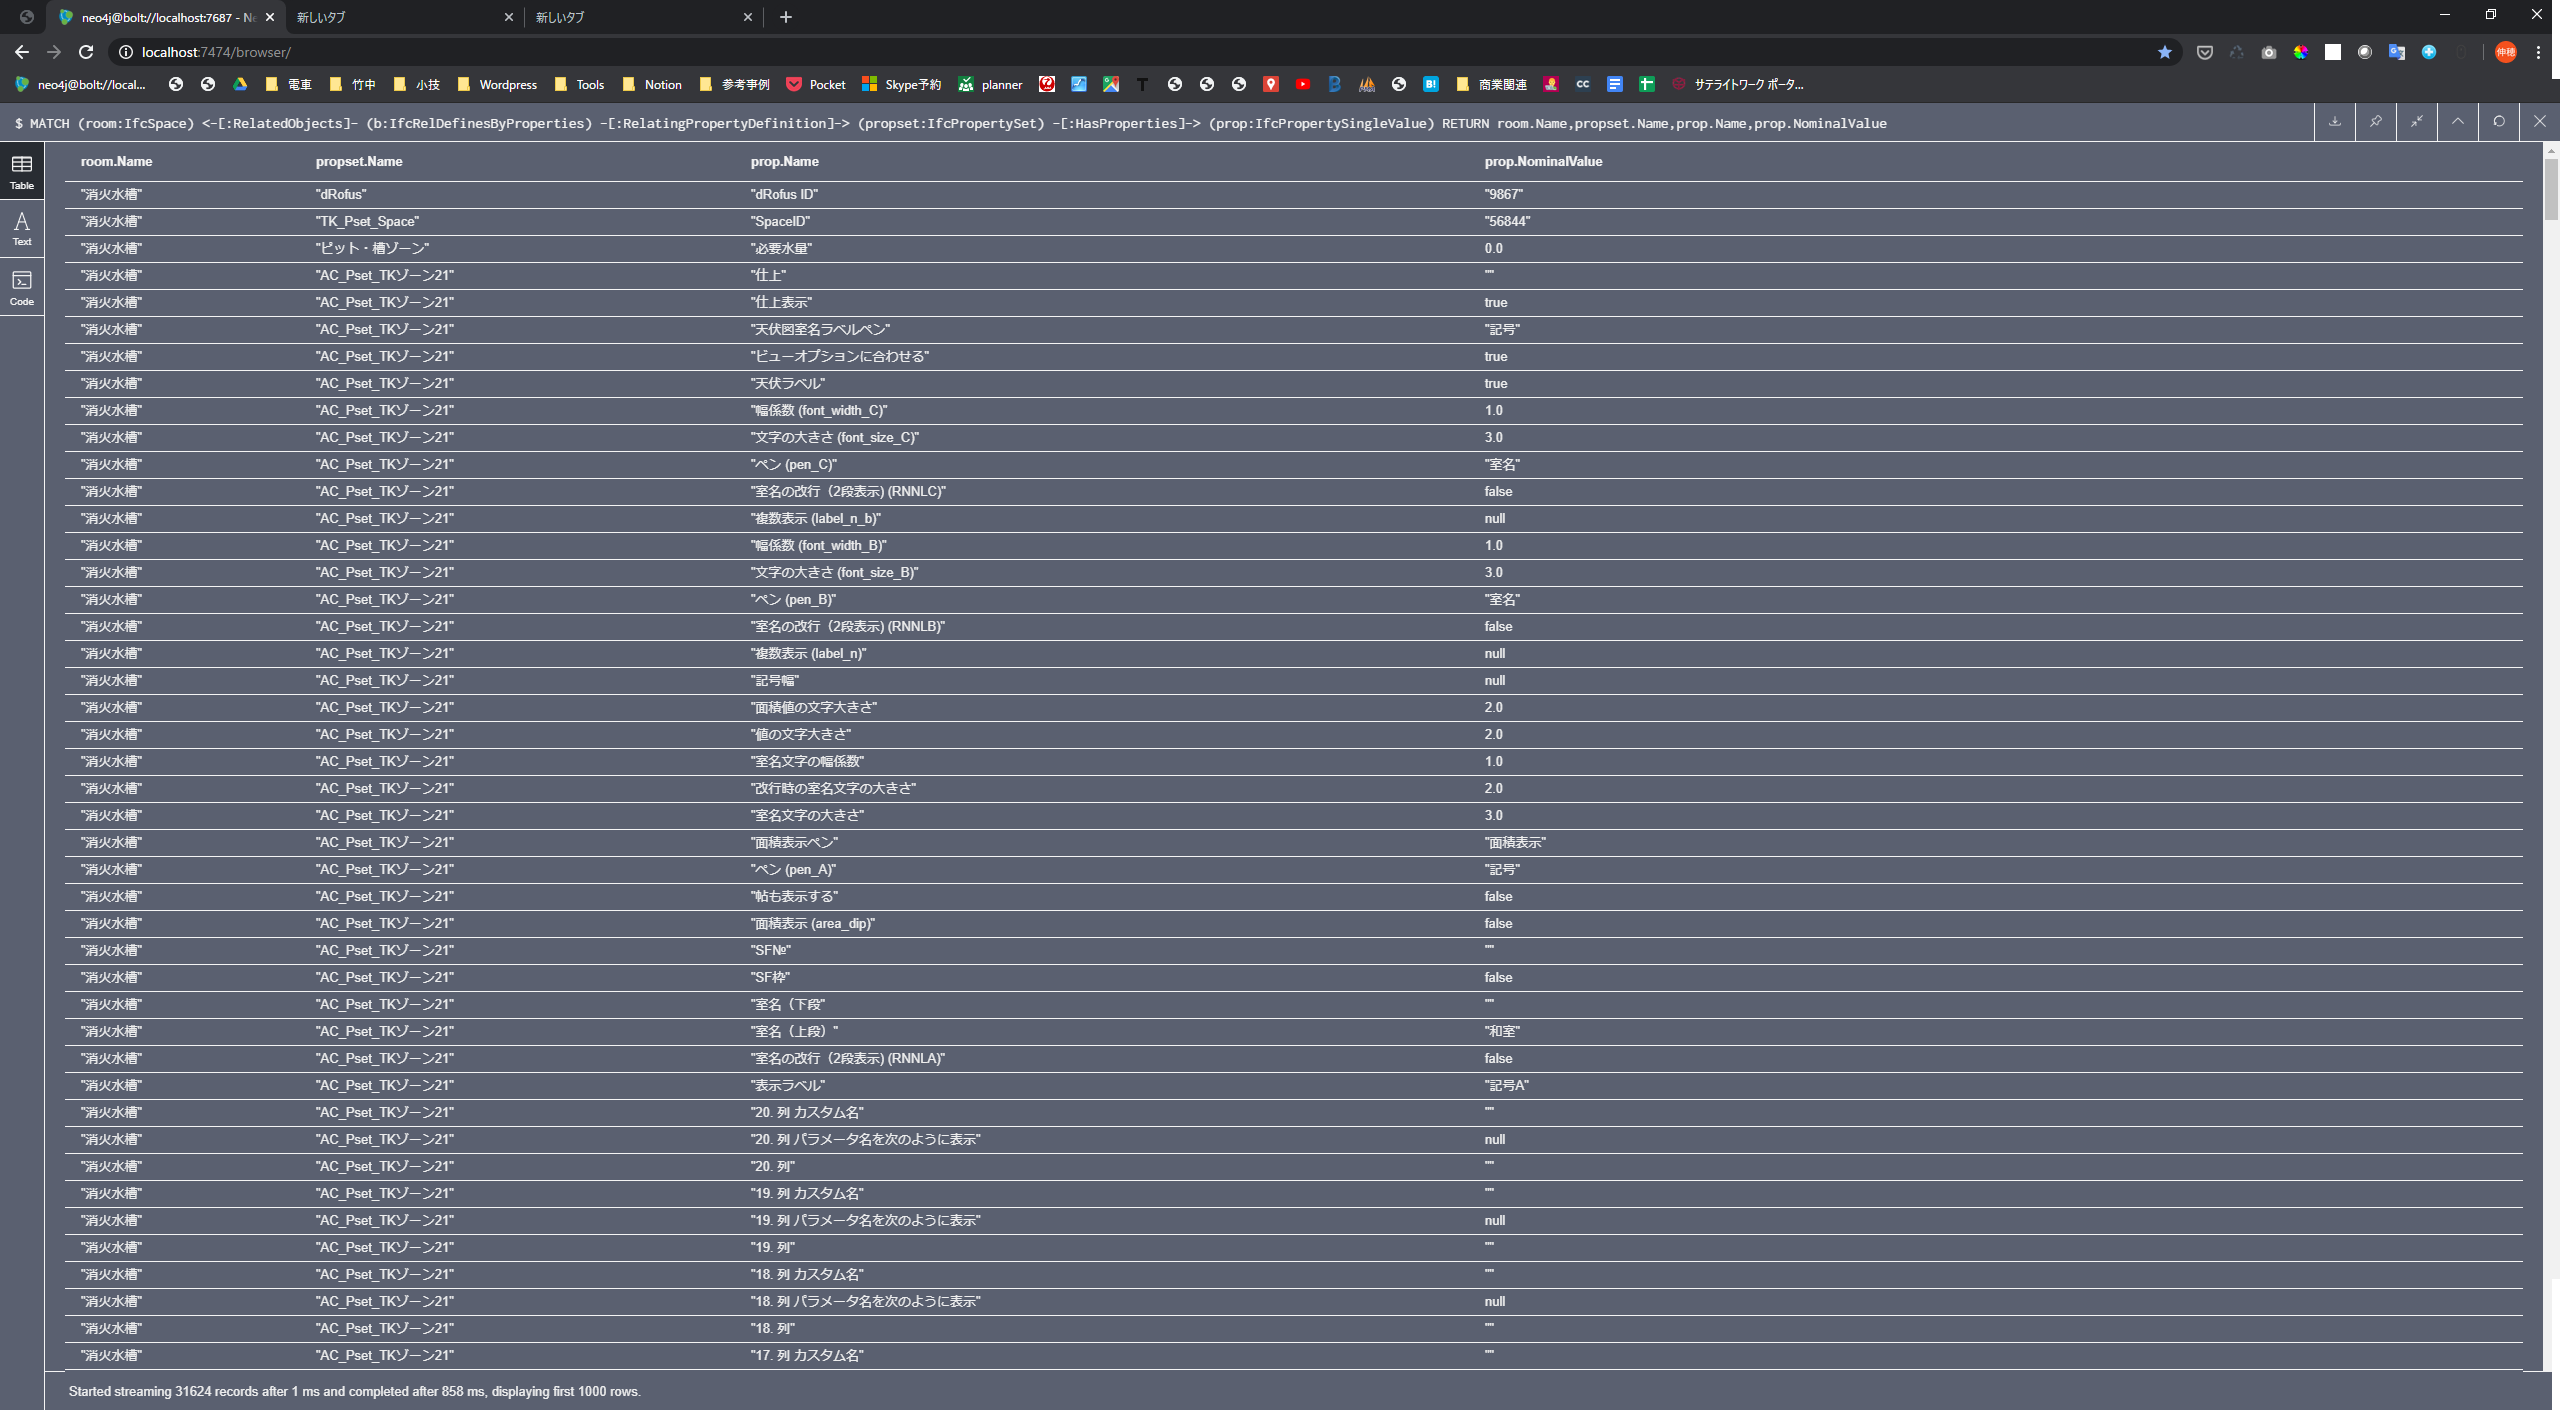 neo4j@bolt://localhost:7687 - Ne
新しいタブ
新しいタブ
localhost:7474/browser/
neo4j@bolt://local... 電車 竹中 小技 Wordpress Tools Notion 参考事例 Pocket Skype予約 planner T B B! 商業関連 CC サテライトワーク ポータ...
$ MATCH (room:IfcSpace) <-[:RelatedObjects]- (b:IfcRelDefinesByProperties) -[:RelatingPropertyDefinition]-> (propset:IfcPropertySet) -[:HasProperties]-> (prop:IfcPropertySingleValue) RETURN room.Name,propset.Name,prop.Name,prop.NominalValue
Table
Text
Code
room.Name propset.Name prop.Name prop.NominalValue
"消火水槽" "dRofus" "dRofus ID" "9867"
"消火水槽" "TK_Pset_Space" "SpaceID" "56844"
"消火水槽" "ピット・槽ゾーン" "必要水量" 0.0
"消火水槽" "AC_Pset_TKゾーン21" "仕上" ""
"消火水槽" "AC_Pset_TKゾーン21" "仕上表示" true
"消火水槽" "AC_Pset_TKゾーン21" "天伏図室名ラベルペン" "記号"
"消火水槽" "AC_Pset_TKゾーン21" "ビューオプションに合わせる" true
"消火水槽" "AC_Pset_TKゾーン21" "天伏ラベル" true
"消火水槽" "AC_Pset_TKゾーン21" "幅係数 (font_width_C)" 1.0
"消火水槽" "AC_Pset_TKゾーン21" "文字の大きさ (font_size_C)" 3.0
"消火水槽" "AC_Pset_TKゾーン21" "ペン (pen_C)" "室名"
"消火水槽" "AC_Pset_TKゾーン21" "室名の改行（2段表示) (RNNLC)" false
"消火水槽" "AC_Pset_TKゾーン21" "複数表示 (label_n_b)" null
"消火水槽" "AC_Pset_TKゾーン21" "幅係数 (font_width_B)" 1.0
"消火水槽" "AC_Pset_TKゾーン21" "文字の大きさ (font_size_B)" 3.0
"消火水槽" "AC_Pset_TKゾーン21" "ペン (pen_B)" "室名"
"消火水槽" "AC_Pset_TKゾーン21" "室名の改行（2段表示) (RNNLB)" false
"消火水槽" "AC_Pset_TKゾーン21" "複数表示 (label_n)" null
"消火水槽" "AC_Pset_TKゾーン21" "記号幅" null
"消火水槽" "AC_Pset_TKゾーン21" "面積値の文字大きさ" 2.0
"消火水槽" "AC_Pset_TKゾーン21" "値の文字大きさ" 2.0
"消火水槽" "AC_Pset_TKゾーン21" "室名文字の幅係数" 1.0
"消火水槽" "AC_Pset_TKゾーン21" "改行時の室名文字の大きさ" 2.0
"消火水槽" "AC_Pset_TKゾーン21" "室名文字の大きさ" 3.0
"消火水槽" "AC_Pset_TKゾーン21" "面積表示ペン" "面積表示"
"消火水槽" "AC_Pset_TKゾーン21" "ペン (pen_A)" "記号"
"消火水槽" "AC_Pset_TKゾーン21" "帖も表示する" false
"消火水槽" "AC_Pset_TKゾーン21" "面積表示 (area_dip)" false
"消火水槽" "AC_Pset_TKゾーン21" "SF№" ""
"消火水槽" "AC_Pset_TKゾーン21" "SF枠" false
"消火水槽" "AC_Pset_TKゾーン21" "室名（下段" ""
"消火水槽" "AC_Pset_TKゾーン21" "室名（上段）" "和室"
"消火水槽" "AC_Pset_TKゾーン21" "室名の改行（2段表示) (RNNLA)" false
"消火水槽" "AC_Pset_TKゾーン21" "表示ラベル" "記号A"
"消火水槽" "AC_Pset_TKゾーン21" "20. 列 カスタム名" ""
"消火水槽" "AC_Pset_TKゾーン21" "20. 列 パラメータ名を次のように表示" null
"消火水槽" "AC_Pset_TKゾーン21" "20. 列" ""
"消火水槽" "AC_Pset_TKゾーン21" "19. 列 カスタム名" ""
"消火水槽" "AC_Pset_TKゾーン21" "19. 列 パラメータ名を次のように表示" null
"消火水槽" "AC_Pset_TKゾーン21" "19. 列" ""
"消火水槽" "AC_Pset_TKゾーン21" "18. 列 カスタム名" ""
"消火水槽" "AC_Pset_TKゾーン21" "18. 列 パラメータ名を次のように表示" null
"消火水槽" "AC_Pset_TKゾーン21" "18. 列" ""
"消火水槽" "AC_Pset_TKゾーン21" "17. 列 カスタム名" ""
Started streaming 31624 records after 1 ms and completed after 858 ms, displaying first 1000 rows.